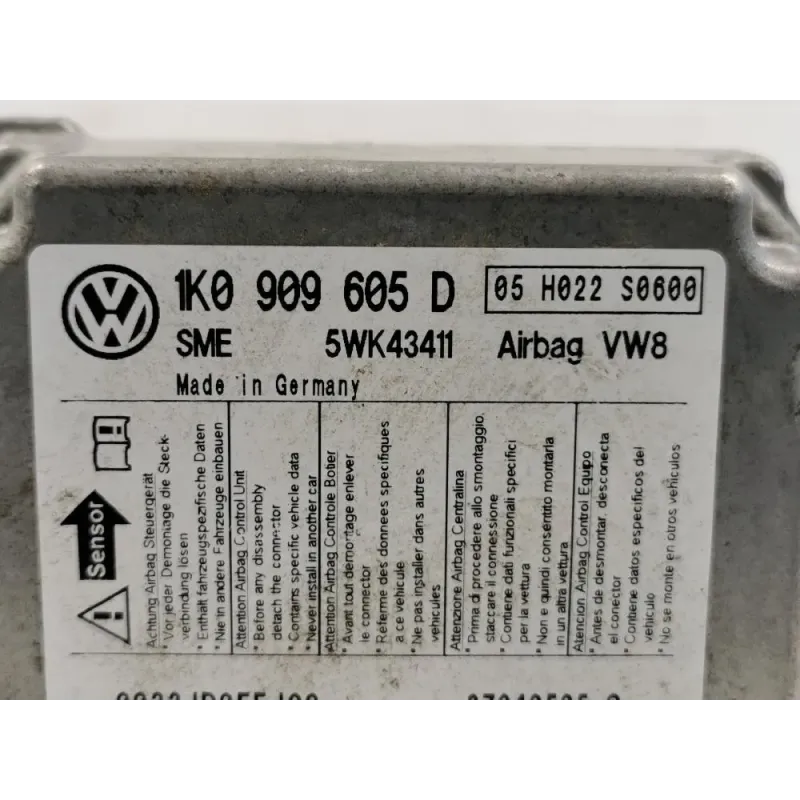 1K0 909 605 D
05 H022 S0600
SME 5WK43411 Airbag VW8
Made in Germany
Sensor
Achtung Airbag Steuergerät
* Vor jeder Demontage die Steck-
verbindung lösen
* Enthält fahrzeugspezifische Daten
* Nie in andere Fahrzeuge einbauen
Attention Airbag Control Unit
* Before any disassembly
detach the connector
* Contains specific vehicle data
* Never install in another car
Attention Airbag Controle Botier
* Avant tout demontage enlever
le connector
* Referme des donnees specifiques
a ce vehicule
* Ne pas installer dans autres
vehicules
Attenzione Airbag Centralina
* Prima di procedere allo smontaggio,
staccare il connessione
* Contiene dati funzionali specifici
per la vettura
* Non e quindi consentito montarla
in un altra vettura
Atencion Airbag Control Equipo
* Antes de desmontar, desconecta
el conector
* Contiene datos especificos del
vehiculo
* No se monte en otros vehiculos